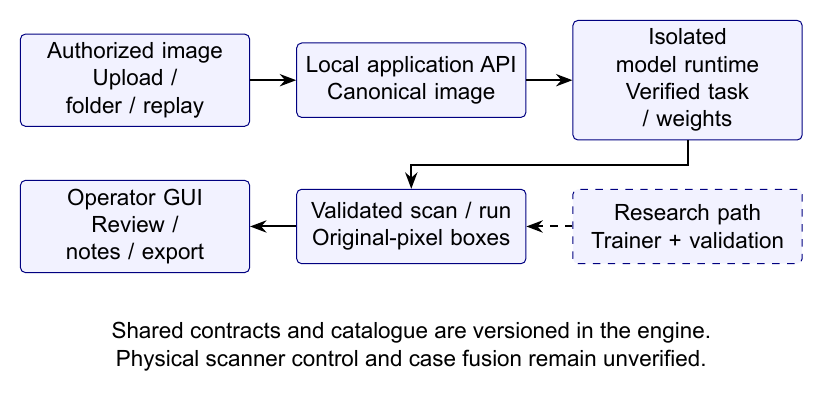 Authorized image
Upload /
folder / replay
Local application API
Canonical image
Isolated
model runtime
Verified task
/ weights
Operator GUI
Review /
notes / export
Validated scan / run
Original-pixel boxes
Research path
Trainer + validation
Shared contracts and catalogue are versioned in the engine.
Physical scanner control and case fusion remain unverified.